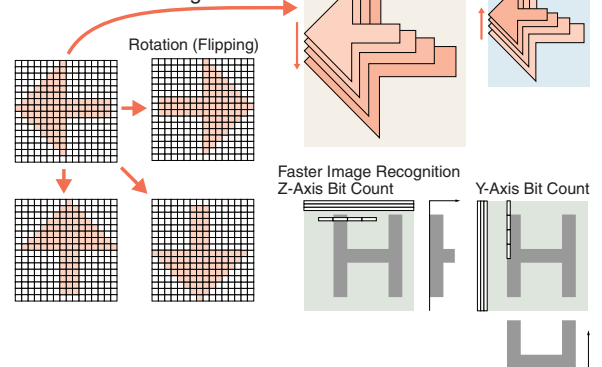 Rotation (Flipping)
Faster Image Recognition
Z-Axis Bit Count
Y-Axis Bit Count